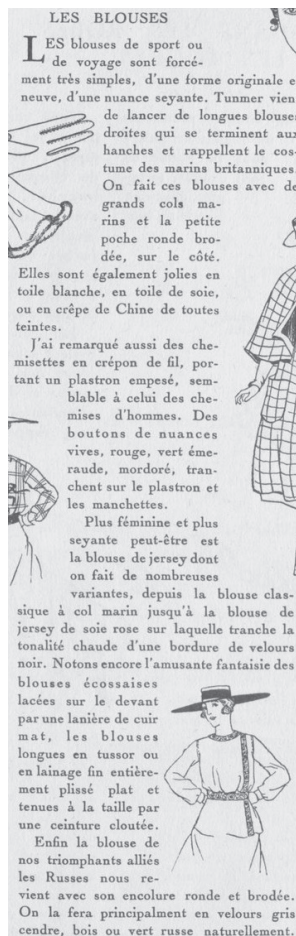 LES BLOUSES
LES blouses de sport ou
de voyage sont forcé-
ment très simples, d'une forme originale e
neuve, d'une nuance seyante. Tunmer vien
de lancer de longues blouse
droites qui se terminent au
hanches et rappellent le cos-
tume des marins britanniques
On fait ces blouses avec de
grands cols ma-
rins et la petite
poche ronde bro-
dée, sur le côté.
Elles sont également jolies en
toile blanche, en toile de soie,
ou en crêpe de Chine de toutes
teintes.
J'ai remarqué aussi des che-
misettes en crépon de fil, por-
tant un plastron empesé, sem-
blable à celui des che-
mises d'hommes. Des
boutons de nuances
vives, rouge, vert éme-
raude, mordoré, tran-
chent sur le plastron et
les manchettes.
Plus féminine et plus
seyante peut-être est
la blouse de jersey dont
on fait de nombreuses
variantes, depuis la blouse clas-
sique à col marin jusqu'à la blouse de
jersey de soie rose sur laquelle tranche la
tonalité chaude d'une bordure de velours
noir. Notons encore l'amusante fantaisie des
blouses écossaises
lacées sur le devant
par une lanière de cuir
mat, les blouses
longues en tussor ou
en lainage fin entière-
ment plissé plat et
tenues à la taille par
une ceinture cloutée.
Enfin la blouse de
nos triomphants alliés
les Russes nous re-
vient avec son encolure ronde et brodée.
On la fera principalement en velours gris
cendre, bois ou vert russe naturellement.